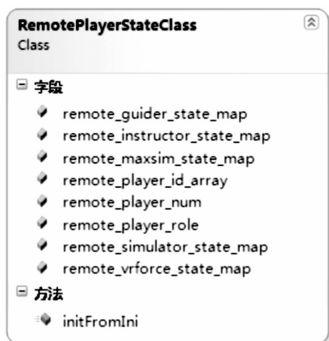 RemotePlayerStateClass
Class
字段
remote_guider_state_map
remote_instructor_state_map
remote_maxsim_state_map
remote_player_id_array
remote_player_num
remote_player_role
remote_simulator_state_map
remote_vrforce_state_map
方法
initFromIni